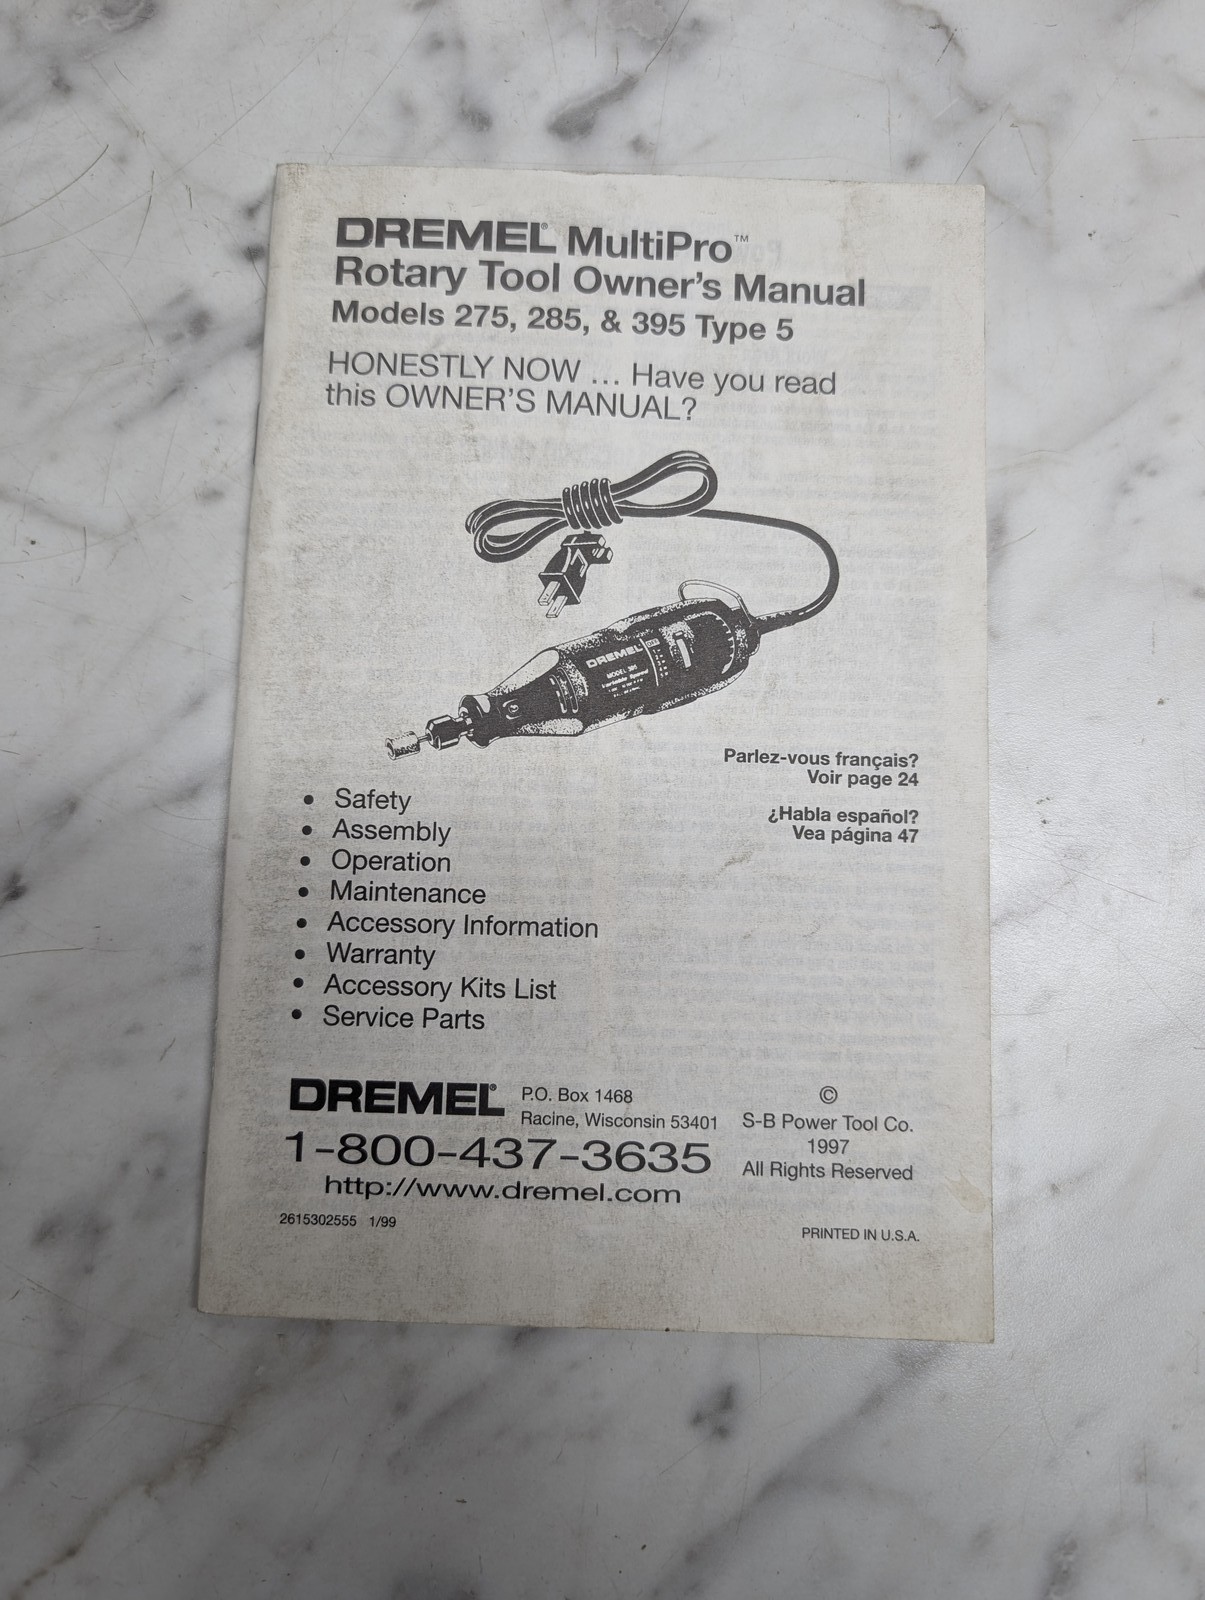 DREMEL® MultiPro™
Rotary Tool Owner's Manual
Models 275, 285, & 395 Type 5
HONESTLY NOW ... Have you read
this OWNER'S MANUAL?
DREMEL
Parlez-vous français?
Voir page 24
¿Habla español?
Vea página 47
• Safety
• Assembly
• Operation
• Maintenance
• Accessory Information
• Warranty
• Accessory Kits List
• Service Parts
DREMEL®
P.O. Box 1468
Racine, Wisconsin 53401
1-800-437-3635
http://www.dremel.com
©
S-B Power Tool Co.
1997
All Rights Reserved
2615302555 1/99
PRINTED IN U.S.A.